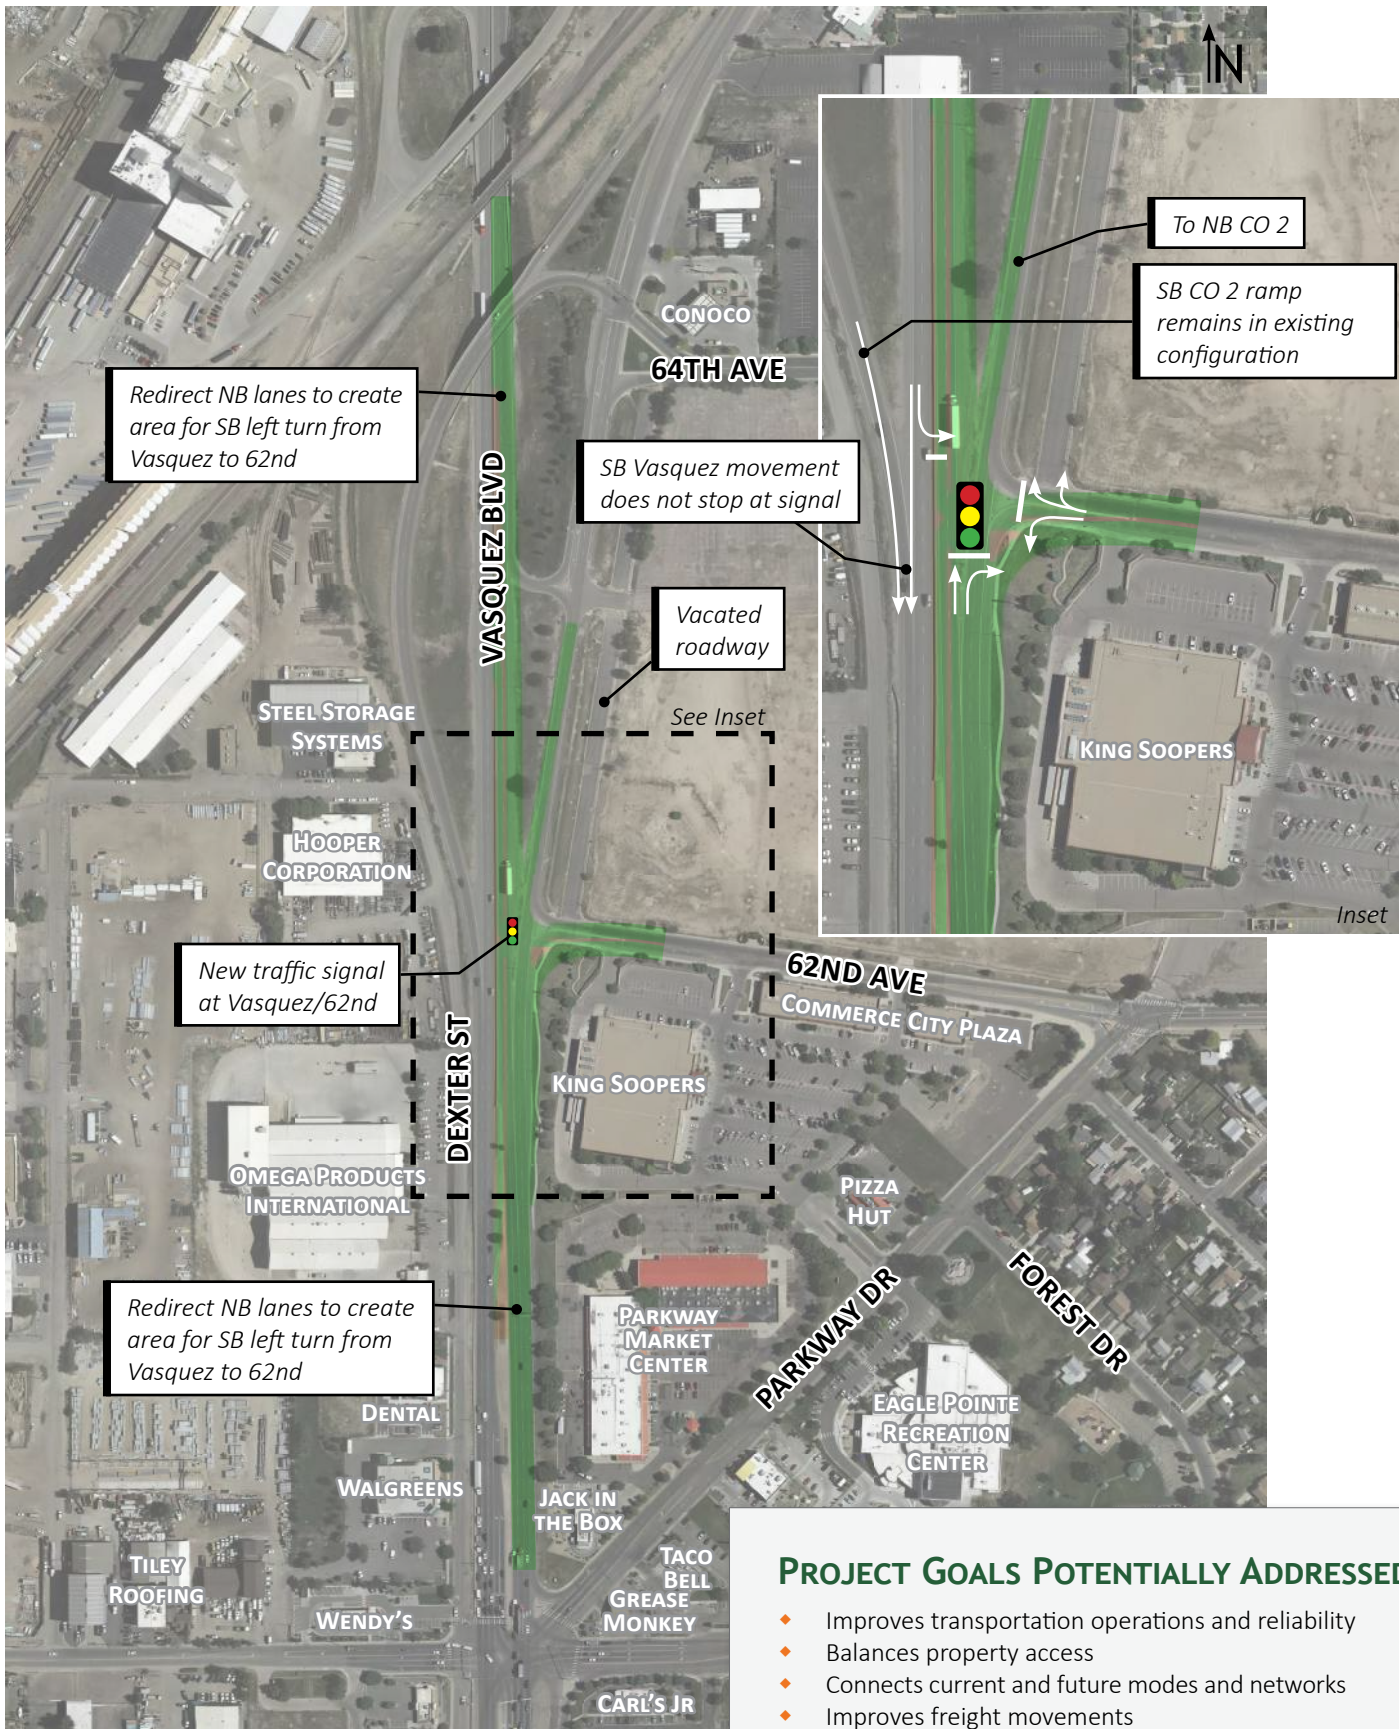 N
To NB CO 2
SB CO 2 ramp
remains in existing
configuration
CONOCO
64TH AVE
Redirect NB lanes to create
area for SB left turn from
Vasquez to 62nd
VASQUEZ BLVD
SB Vasquez movement
does not stop at signal
Vacated
roadway
See Inset
STEEL STORAGE
SYSTEMS
KING SOOPERS
HOOPER
CORPORATION
Inset
New traffic signal
at Vasquez/62nd
62ND AVE
COMMERCE CITY PLAZA
DEXTER ST
KING SOOPERS
OMEGA PRODUCTS
INTERNATIONAL
PIZZA
HUT
FOREST DR
PARKWAY DR
Redirect NB lanes to create
area for SB left turn from
Vasquez to 62nd
PARKWAY
MARKET
CENTER
DENTAL
EAGLE POINTE
RECREATION
CENTER
WALGREENS
JACK IN
THE BOX
TILEY
ROOFING
TACO
BELL
GREASE
MONKEY
WENDY'S
CARL'S JR
PROJECT GOALS POTENTIALLY ADDRESSED
Improves transportation operations and reliability
Balances property access
Connects current and future modes and networks
Improves freight movements